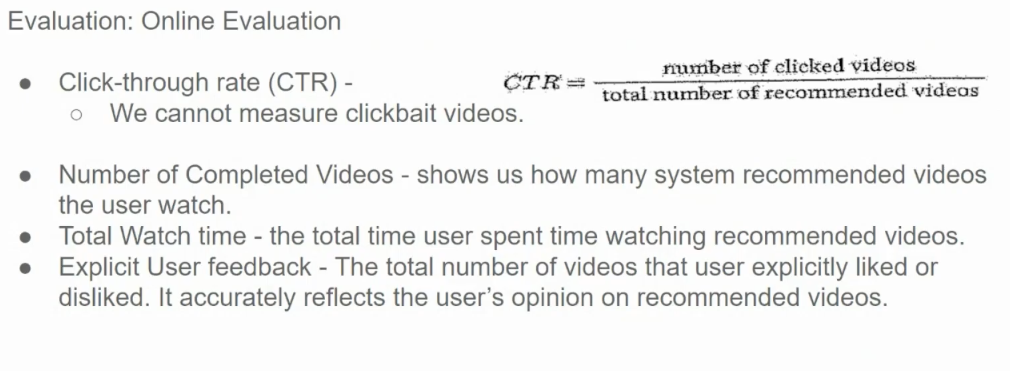 Evaluation: Online Evaluation
• Click-through rate (CTR) -
CTR = number of clicked videos / total number of recommended videos
○ We cannot measure clickbait videos.
• Number of Completed Videos - shows us how many system recommended videos
the user watch.
• Total Watch time - the total time user spent time watching recommended videos.
• Explicit User feedback - The total number of videos that user explicitly liked or
disliked. It accurately reflects the user's opinion on recommended videos.